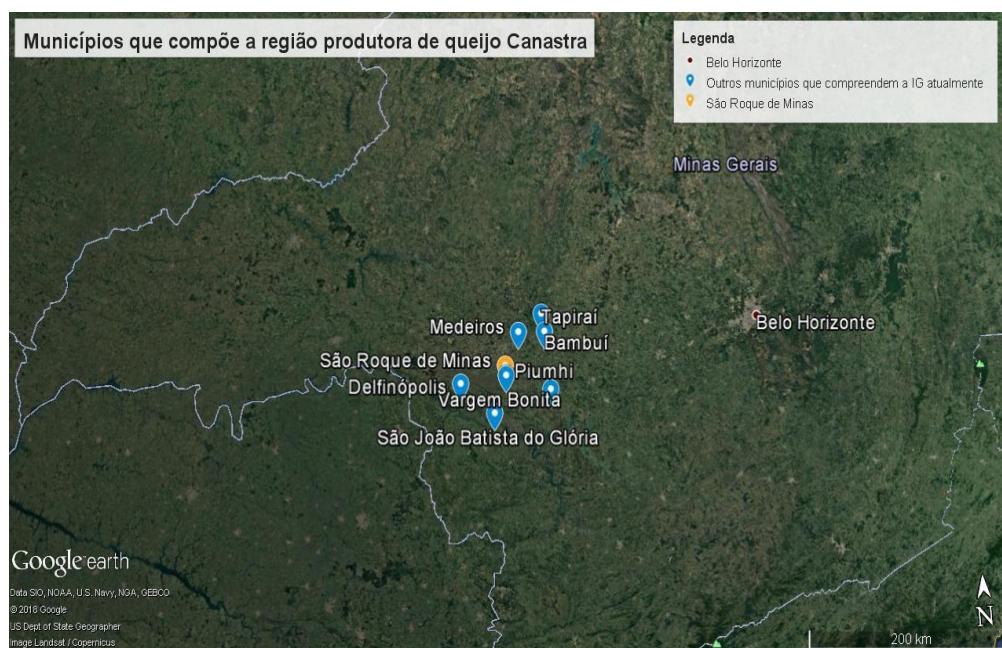 Municípios que compõe a região produtora de queijo Canastra
Legenda
Belo Horizonte
Outros municípios que compreendem a IG atualmente
São Roque de Minas
Minas Gerais
Tapiraí
Medeiros
Bambuí
Belo Horizonte
São Roque de Minas
Piumhi
Delfinópolis
Vargem Bonita
São João Batista do Glória
Google earth
Data SIO, NOAA, U.S. Navy, NGA, GEBCO
© 2018 Google
US Dept of State Geographer
Image Landsat / Copernicus
N
200 km